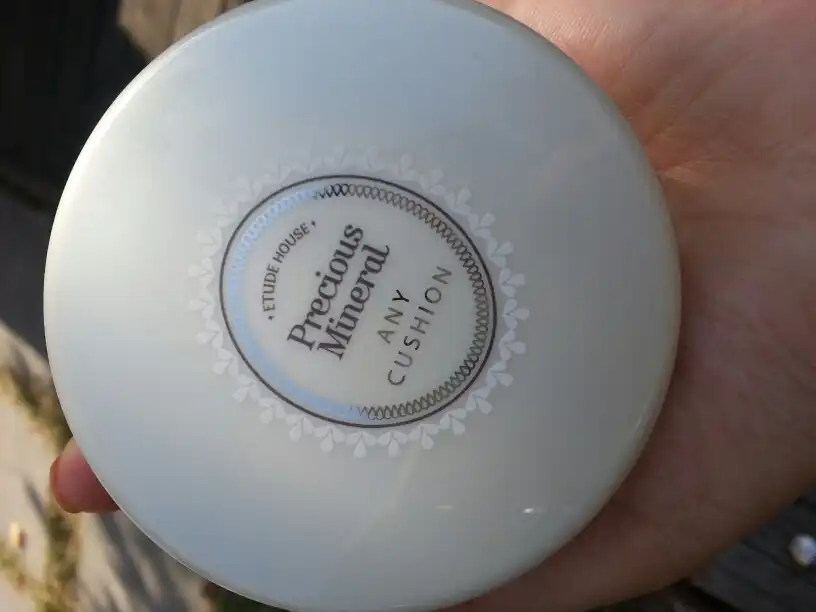 • ETUDE HOUSE •
Precious
Mineral
ANY
CUSHION